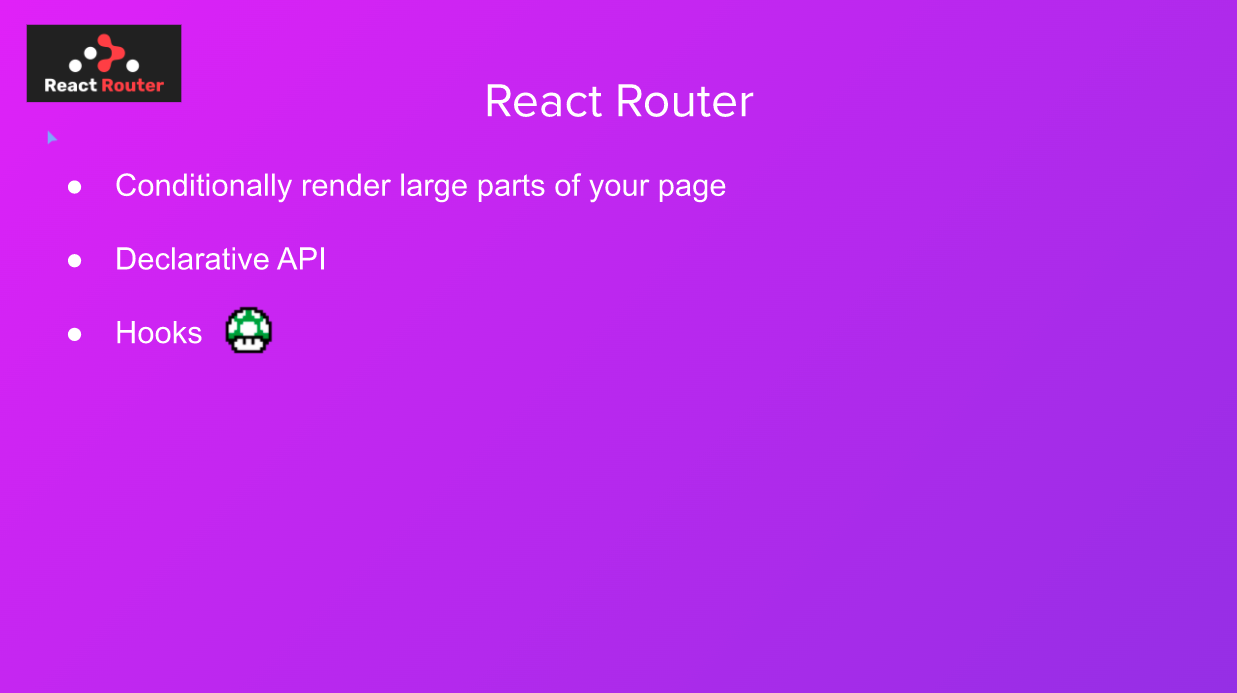 React Router
React Router
● Conditionally render large parts of your page
● Declarative API
● Hooks